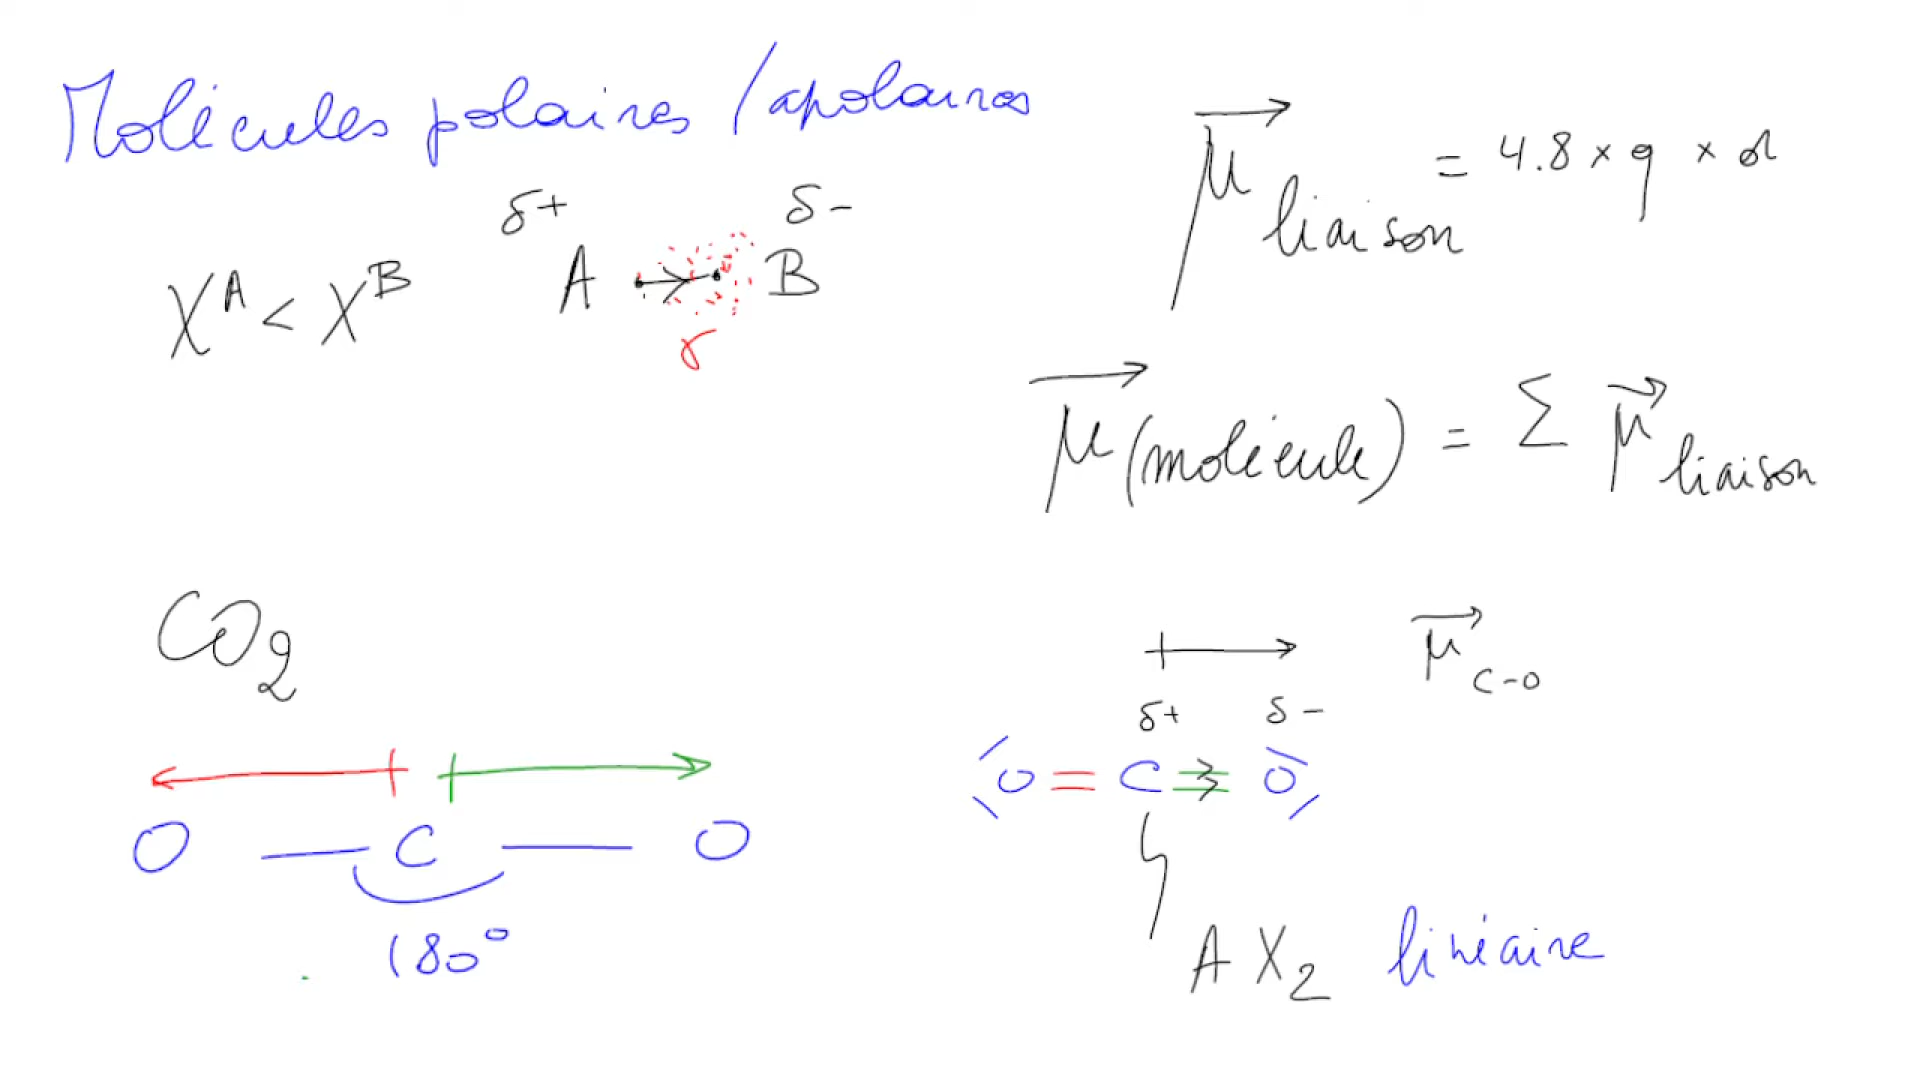 Molécules polaires / apolaires
μ liaison = 4.8 × q × d
δ+ δ-
X^A < X^B A B
γ
μ (molécule) = Σ μ liaison
CO2
μ C-O
δ+ δ-
O = C = O
O — C — O
180°
AX2 linéaire